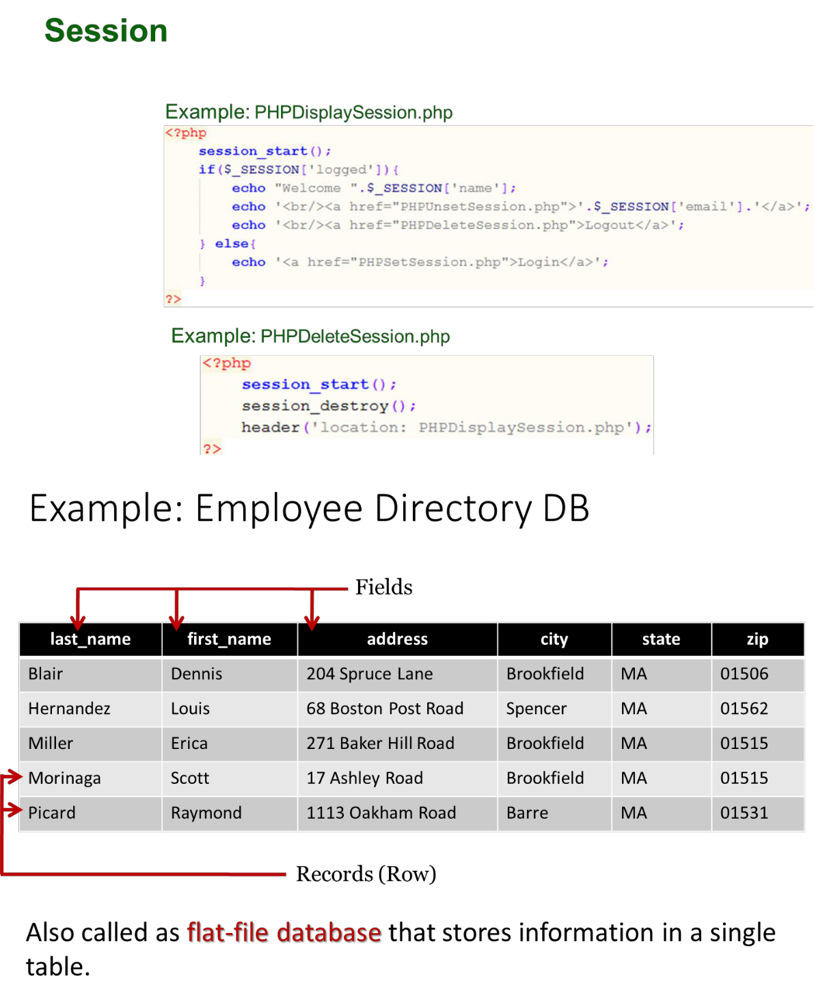 Session
Example: PHPDisplaySession.php
<?php
session_start();
if($_SESSION['logged']){
echo "Welcome ".$_SESSION['name'];
echo '<br/><a href="PHPUnsetSession.php">'.$_SESSION['email'].'</a>';
echo '<br/><a href="PHPDeleteSession.php">Logout</a>';
} else{
echo '<a href="PHPSetSession.php">Login</a>';
}
?>
Example: PHPDeleteSession.php
<?php
session_start();
session_destroy();
header('location: PHPDisplaySession.php');
?>
Example: Employee Directory DB
Fields
last_name first_name address city state zip
Blair Dennis 204 Spruce Lane Brookfield MA 01506
Hernandez Louis 68 Boston Post Road Spencer MA 01562
Miller Erica 271 Baker Hill Road Brookfield MA 01515
Morinaga Scott 17 Ashley Road Brookfield MA 01515
Picard Raymond 1113 Oakham Road Barre MA 01531
Records (Row)
Also called as flat-file database that stores information in a single
table.